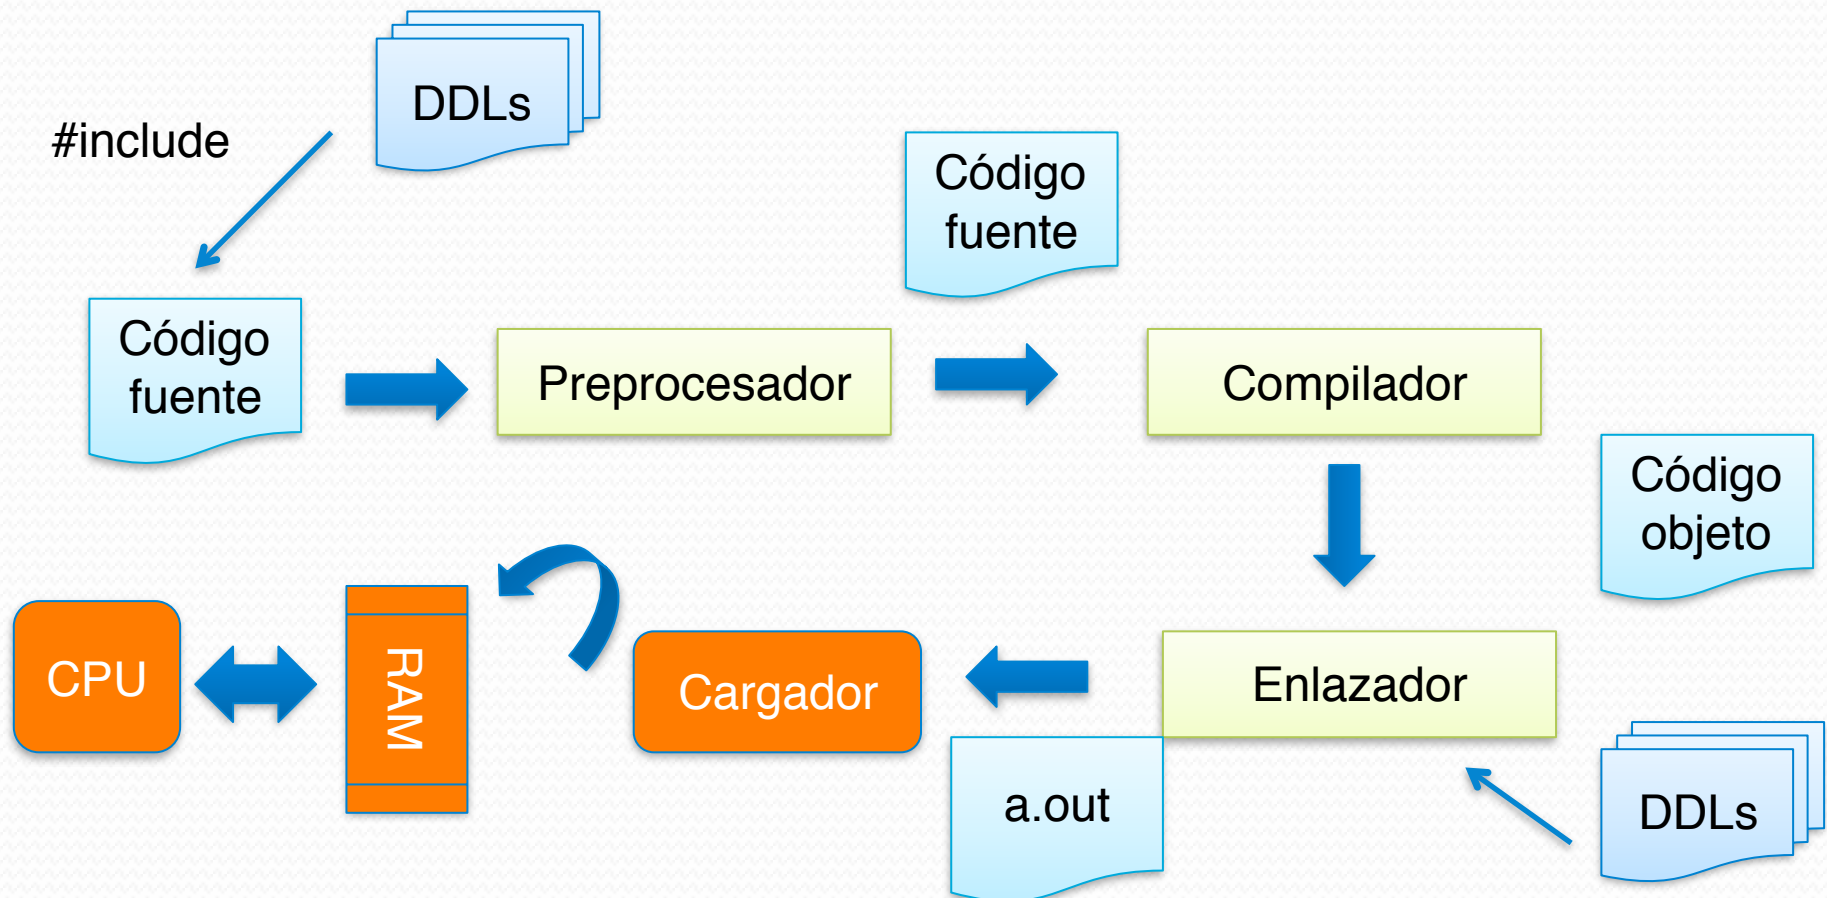 DDLs
#include
Código
fuente
Código
fuente
Preprocesador
Compilador
Código
objeto
CPU
RAM
Cargador
Enlazador
a.out
DDLs